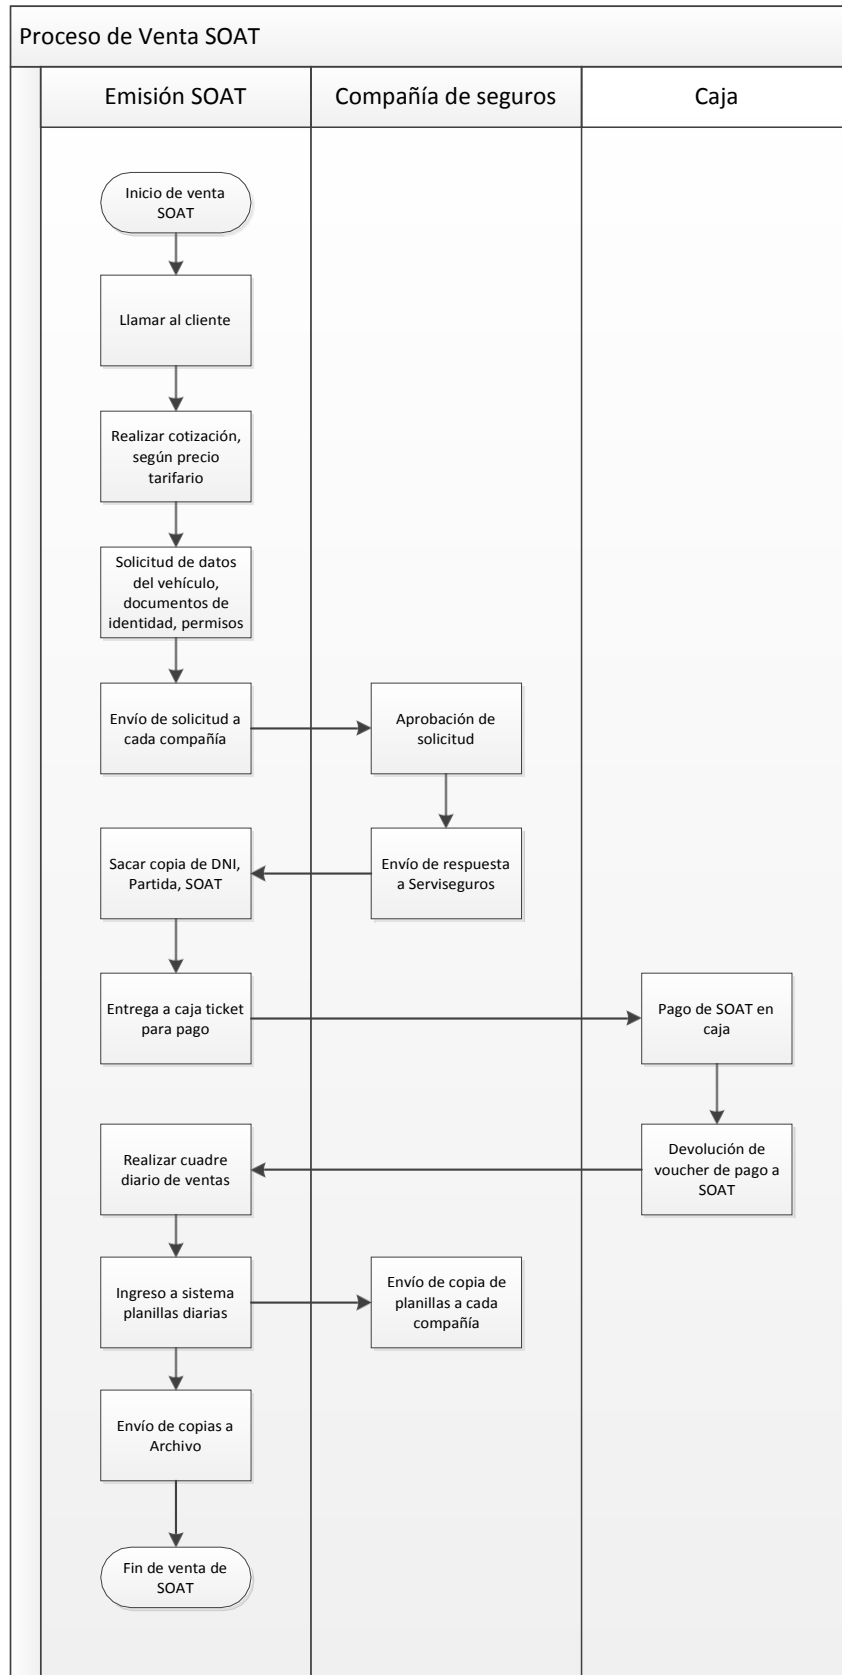 Proceso de Venta SOAT
Emisión SOAT
Compañía de seguros
Caja
Inicio de venta
SOAT
Llamar al cliente
Realizar cotización,
según precio
tarifario
Solicitud de datos
del vehículo,
documentos de
identidad, permisos
Envío de solicitud a
cada compañía
Aprobación de
solicitud
Sacar copia de DNI,
Partida, SOAT
Envío de respuesta
a Serviseguros
Entrega a caja ticket
para pago
Pago de SOAT en
caja
Realizar cuadre
diario de ventas
Devolución de
voucher de pago a
SOAT
Ingreso a sistema
planillas diarias
Envío de copia de
planillas a cada
compañía
Envío de copias a
Archivo
Fin de venta de
SOAT